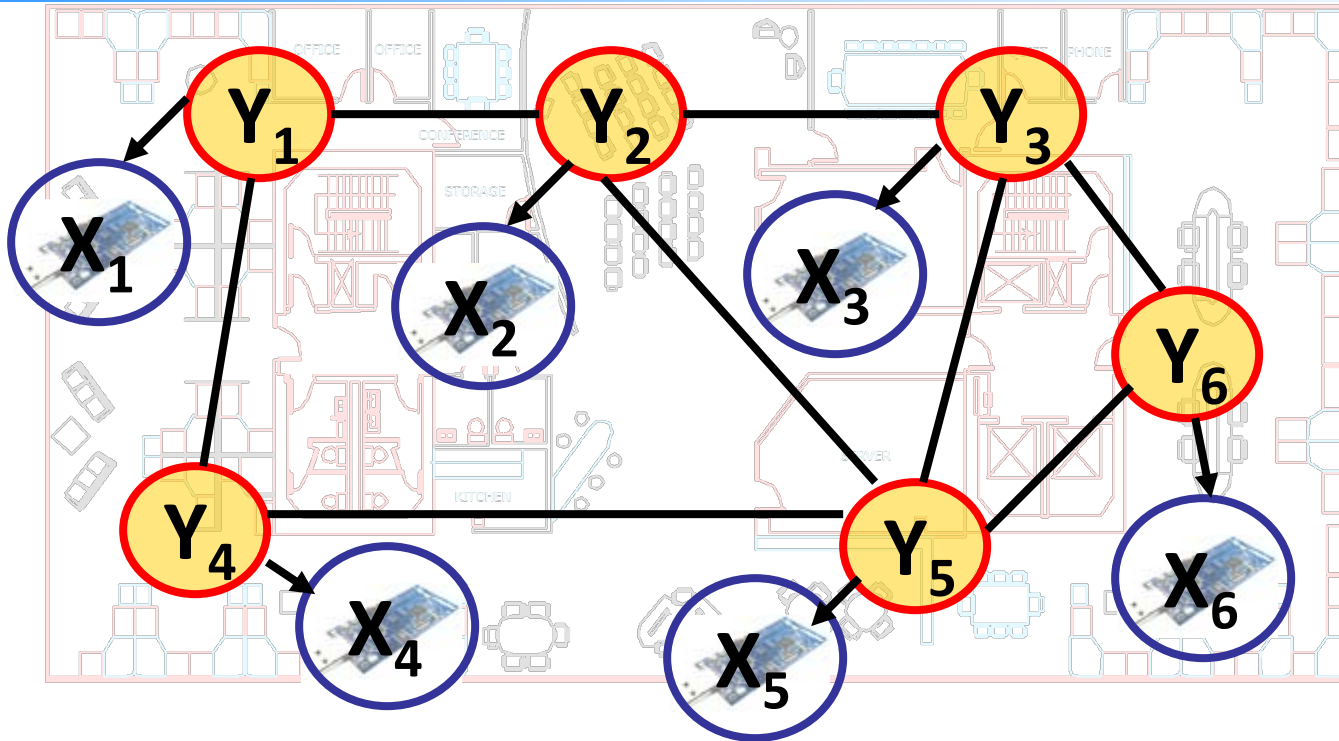 OFFICE
OFFICE
PHONE
CONFERENCE
STORAGE
KITCHEN
Y1
Y2
Y3
X1
X2
X3
Y6
Y4
Y5
X6
X4
X5